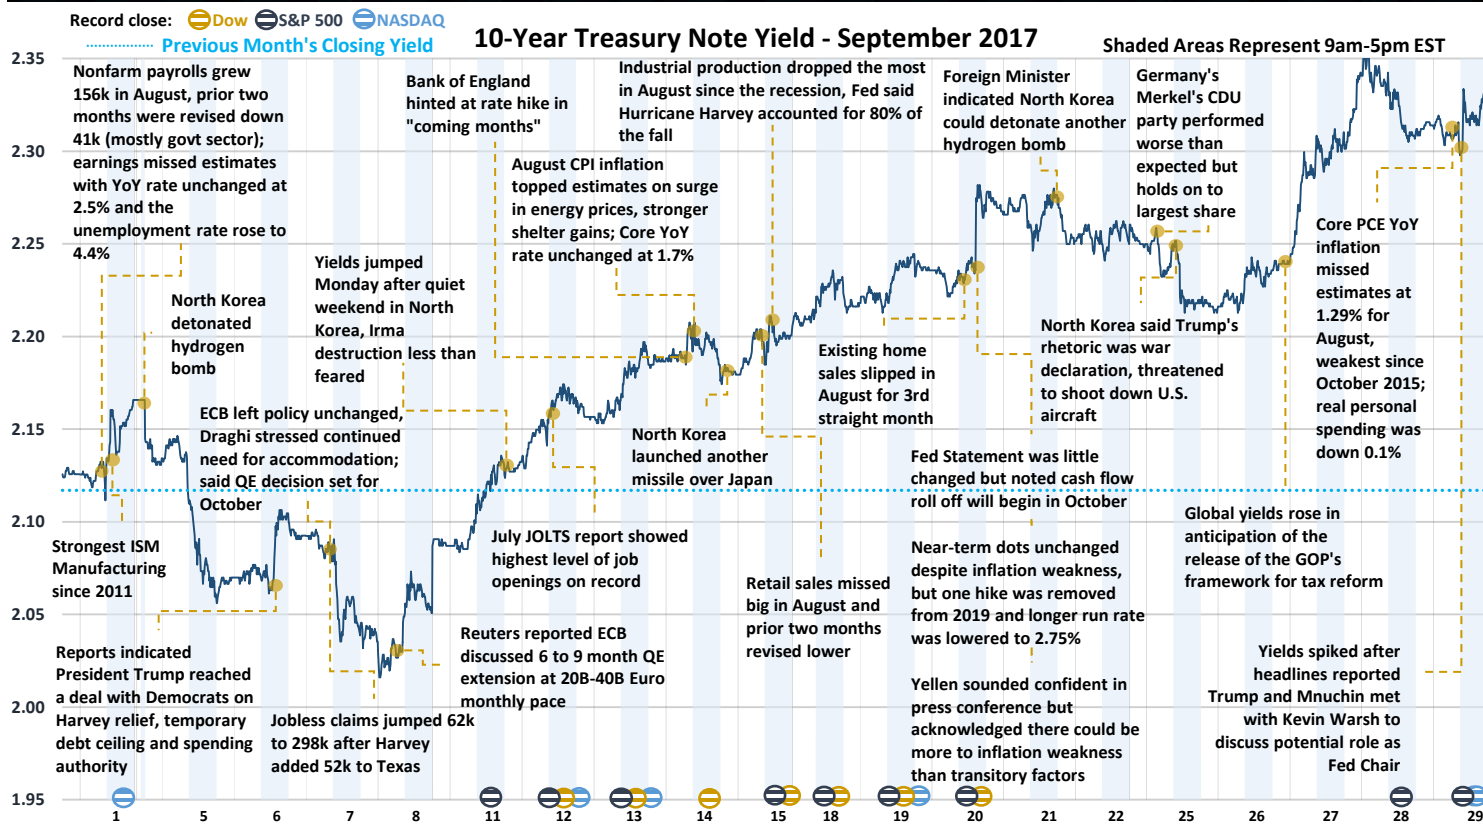 Record close: Dow S&P 500 NASDAQ
Previous Month's Closing Yield
10-Year Treasury Note Yield - September 2017
Shaded Areas Represent 9am-5pm EST
2.35
2.30
2.25
2.20
2.15
2.10
2.05
2.00
1.95
Nonfarm payrolls grew
156k in August, prior two
months were revised down
41k (mostly govt sector);
earnings missed estimates
with YoY rate unchanged at
2.5% and the
unemployment rate rose to
4.4%
North Korea
detonated
hydrogen
bomb
Strongest ISM
Manufacturing
since 2011
Reports indicated
President Trump reached
a deal with Democrats on
Harvey relief, temporary
debt ceiling and spending
authority
ECB left policy unchanged,
Draghi stressed continued
need for accommodation;
said QE decision set for
October
Jobless claims jumped 62k
to 298k after Harvey
added 52k to Texas
Yields jumped
Monday after quiet
weekend in North
Korea, Irma
destruction less than
feared
Reuters reported ECB
discussed 6 to 9 month QE
extension at 20B-40B Euro
monthly pace
Bank of England
hinted at rate hike in
"coming months"
August CPI inflation
topped estimates on surge
in energy prices, stronger
shelter gains; Core YoY
rate unchanged at 1.7%
July JOLTS report showed
highest level of job
openings on record
Industrial production dropped the most
in August since the recession, Fed said
Hurricane Harvey accounted for 80% of
the fall
North Korea
launched another
missile over Japan
Retail sales missed
big in August and
prior two months
revised lower
Existing home
sales slipped in
August for 3rd
straight month
Foreign Minister
indicated North Korea
could detonate another
hydrogen bomb
Fed Statement was little
changed but noted cash flow
roll off will begin in October
Near-term dots unchanged
despite inflation weakness,
but one hike was removed
from 2019 and longer run rate
was lowered to 2.75%
Yellen sounded confident in
press conference but
acknowledged there could be
more to inflation weakness
than transitory factors
Germany's
Merkel's CDU
party performed
worse than
expected but
holds on to
largest share
North Korea said Trump's
rhetoric was war
declaration, threatened
to shoot down U.S.
aircraft
Global yields rose in
anticipation of the
release of the GOP's
framework for tax reform
Core PCE YoY
inflation
missed
estimates at
1.29% for
August,
weakest since
October 2015;
real personal
spending was
down 0.1%
Yields spiked after
headlines reported
Trump and Mnuchin met
with Kevin Warsh to
discuss potential role as
Fed Chair
1 5 6 7 8 11 12 13 14 15 18 19 20 21 22 25 26 27 28 29